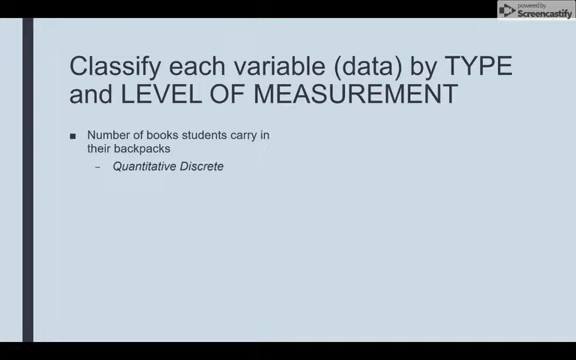 powered by
Screencastify
Classify each variable (data) by TYPE
and LEVEL OF MEASUREMENT
■ Number of books students carry in
their backpacks
– Quantitative Discrete